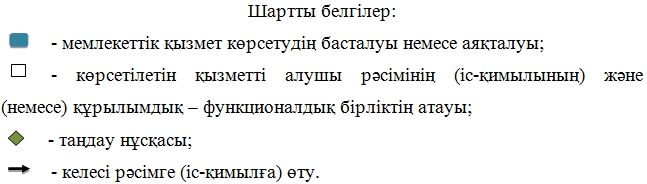 Шартты белгілер:
- мемлекеттік қызмет көрсетудің басталуы немесе аяқталуы;
- көрсетілетін қызметті алушы рәсімінің (іс-қимылының) және
(немесе) құрылымдық – функционалдық бірліктің атауы;
- таңдау нұсқасы;
- келесі рәсімге (іс-қимылға) өту.